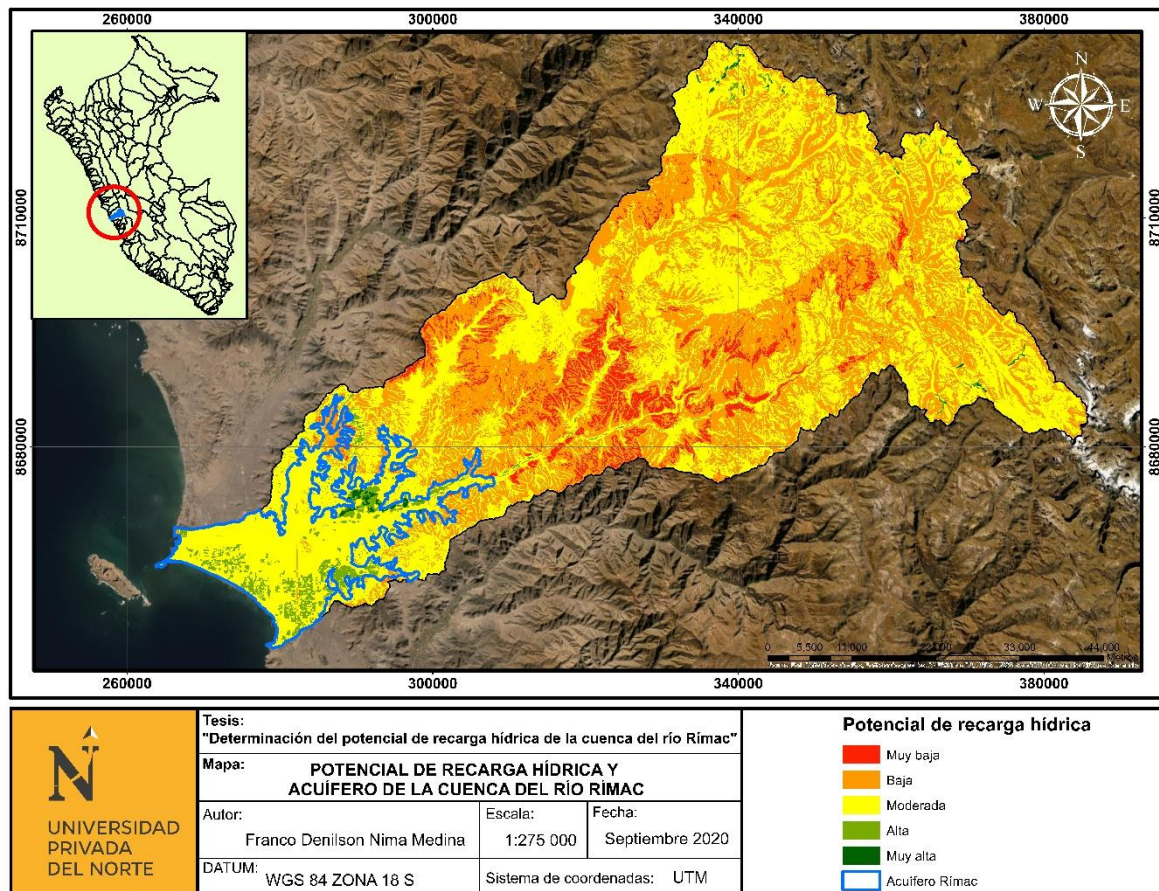 260000 300000 340000 380000
N
W E
S
8710000 8710000
8680000 8680000
0 5,500 11,000 22,000 33,000 44,000
260000 300000 340000 380000
UNIVERSIDAD
PRIVADA
DEL NORTE
Tesis:
"Determinación del potencial de recarga hídrica de la cuenca del río Rímac"
Mapa: POTENCIAL DE RECARGA HÍDRICA Y
ACUÍFERO DE LA CUENCA DEL RÍO RÍMAC
Autor:
Franco Denilson Nima Medina
Escala:
1:275 000
Fecha:
Septiembre 2020
DATUM: WGS 84 ZONA 18 S
Sistema de coordenadas: UTM
Potencial de recarga hídrica
Muy baja
Baja
Moderada
Alta
Muy alta
Acuífero Rímac